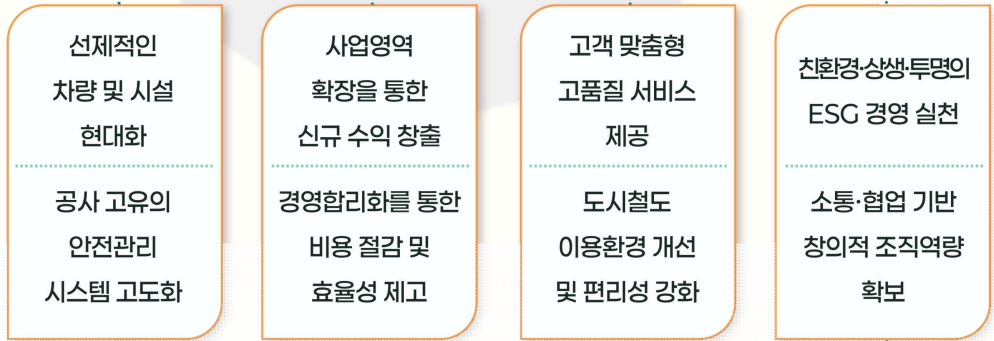 선제적인
차량 및 시설
현대화
공사 고유의
안전관리
시스템 고도화
사업영역
확장을 통한
신규 수익 창출
경영합리화를 통한
비용 절감 및
효율성 제고
고객 맞춤형
고품질 서비스
제공
도시철도
이용환경 개선
및 편리성 강화
친환경·상생·투명의
ESG 경영 실천
소통·협업 기반
창의적 조직역량
확보